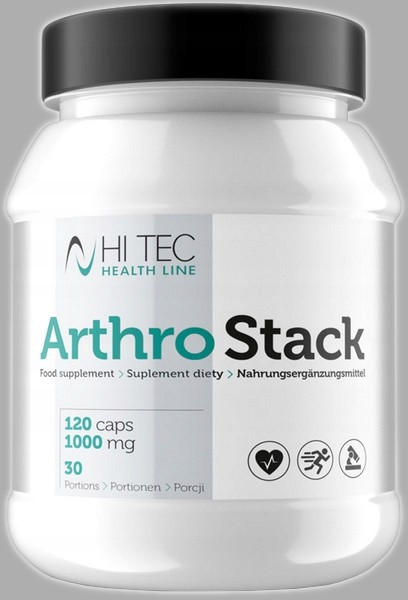 HI TEC
HEALTH LINE
Arthro Stack
Food supplement > Suplement diety > Nahrungsergänzungsmittel
120 caps
1000 mg
30
Portions > Portionen > Porcji